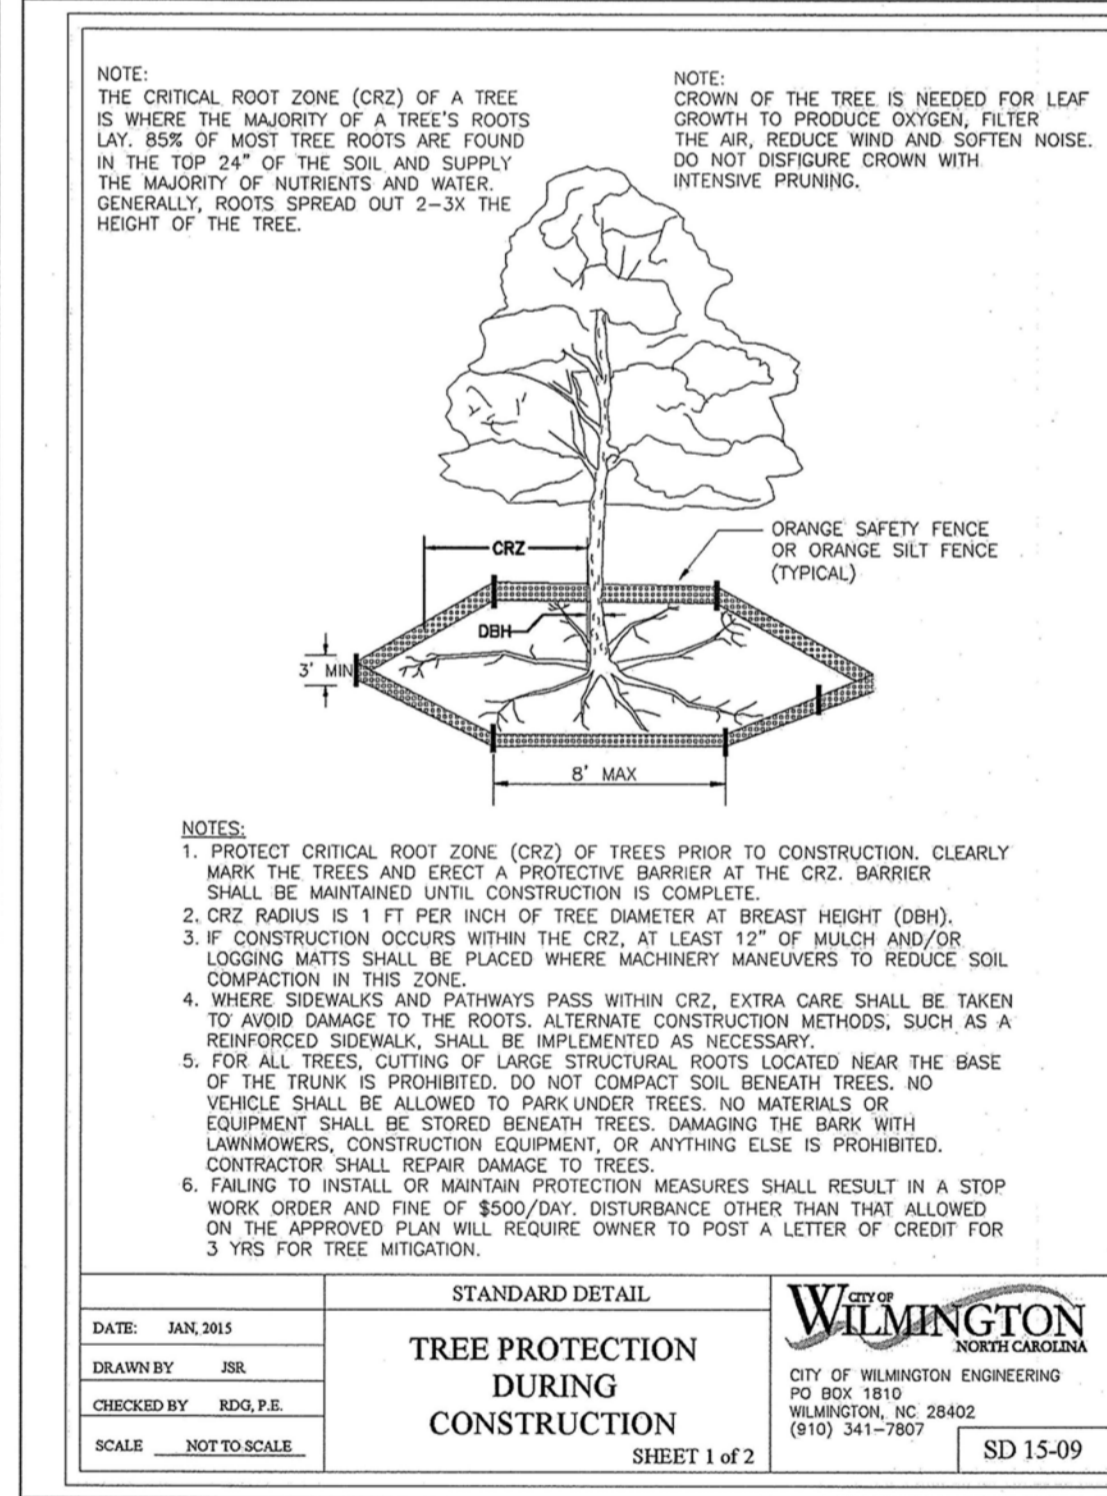 NOTE:
THE CRITICAL ROOT ZONE (CRZ) OF A TREE
IS WHERE THE MAJORITY OF A TREE'S ROOTS
LAY. 85% OF MOST TREE ROOTS ARE FOUND
IN THE TOP 24" OF THE SOIL AND SUPPLY
THE MAJORITY OF NUTRIENTS AND WATER.
GENERALLY, ROOTS SPREAD OUT 2-3X THE
HEIGHT OF THE TREE.
NOTE:
CROWN OF THE TREE IS NEEDED FOR LEAF
GROWTH TO PRODUCE OXYGEN, FILTER
THE AIR, REDUCE WIND AND SOFTEN NOISE.
DO NOT DISFIGURE CROWN WITH
INTENSIVE PRUNING.
ORANGE SAFETY FENCE
OR ORANGE SILT FENCE
(TYPICAL)
CRZ
DBH
3' MIN
8' MAX
NOTES:
1. PROTECT CRITICAL ROOT ZONE (CRZ) OF TREES PRIOR TO CONSTRUCTION. CLEARLY
MARK THE TREES AND ERECT A PROTECTIVE BARRIER AT THE CRZ. BARRIER
SHALL BE MAINTAINED UNTIL CONSTRUCTION IS COMPLETE.
2. CRZ RADIUS IS 1 FT PER INCH OF TREE DIAMETER AT BREAST HEIGHT (DBH).
3. IF CONSTRUCTION OCCURS WITHIN THE CRZ, AT LEAST 12" OF MULCH AND/OR
LOGGING MATTS SHALL BE PLACED WHERE MACHINERY MANEUVERS TO REDUCE SOIL
COMPACTION IN THIS ZONE.
4. WHERE SIDEWALKS AND PATHWAYS PASS WITHIN CRZ, EXTRA CARE SHALL BE TAKEN
TO AVOID DAMAGE TO THE ROOTS. ALTERNATE CONSTRUCTION METHODS, SUCH AS A
REINFORCED SIDEWALK, SHALL BE IMPLEMENTED AS NECESSARY.
5. FOR ALL TREES, CUTTING OF LARGE STRUCTURAL ROOTS LOCATED NEAR THE BASE
OF THE TRUNK IS PROHIBITED. DO NOT COMPACT SOIL BENEATH TREES. NO
VEHICLE SHALL BE ALLOWED TO PARK UNDER TREES. NO MATERIALS OR
EQUIPMENT SHALL BE STORED BENEATH TREES. DAMAGING THE BARK WITH
LAWNMOWERS, CONSTRUCTION EQUIPMENT, OR ANYTHING ELSE IS PROHIBITED.
CONTRACTOR SHALL REPAIR DAMAGE TO TREES.
6. FAILING TO INSTALL OR MAINTAIN PROTECTION MEASURES SHALL RESULT IN A STOP
WORK ORDER AND FINE OF $500/DAY. DISTURBANCE OTHER THAN THAT ALLOWED
ON THE APPROVED PLAN WILL REQUIRE OWNER TO POST A LETTER OF CREDIT FOR
3 YRS FOR TREE MITIGATION.
DATE: JAN, 2015
DRAWN BY JSR
CHECKED BY RDG, P.E.
SCALE NOT TO SCALE
STANDARD DETAIL
TREE PROTECTION
DURING
CONSTRUCTION
SHEET 1 of 2
CITY OF
WILMINGTON
NORTH CAROLINA
CITY OF WILMINGTON ENGINEERING
PO BOX 1810
WILMINGTON, NC 28402
(910) 341-7807
SD 15-09